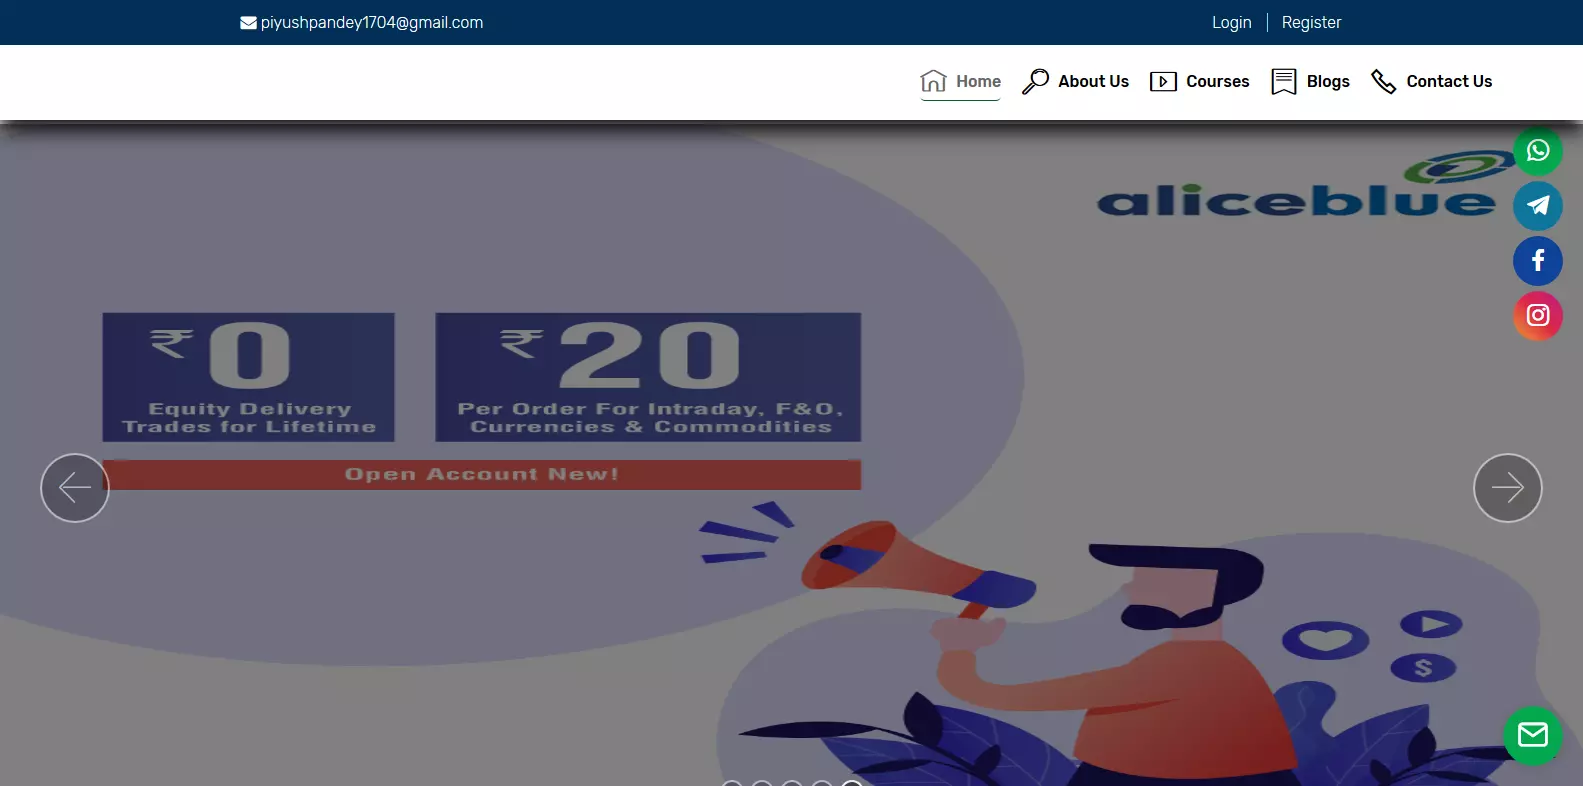 piyushpandey1704@gmail.com
Login
Register
Home
About Us
Courses
Blogs
Contact Us
aliceblue
₹0
Equity Delivery
Trades for Lifetime
₹20
Per Order For Intraday, F&O,
Currencies & Commodities
Open Account New!
$